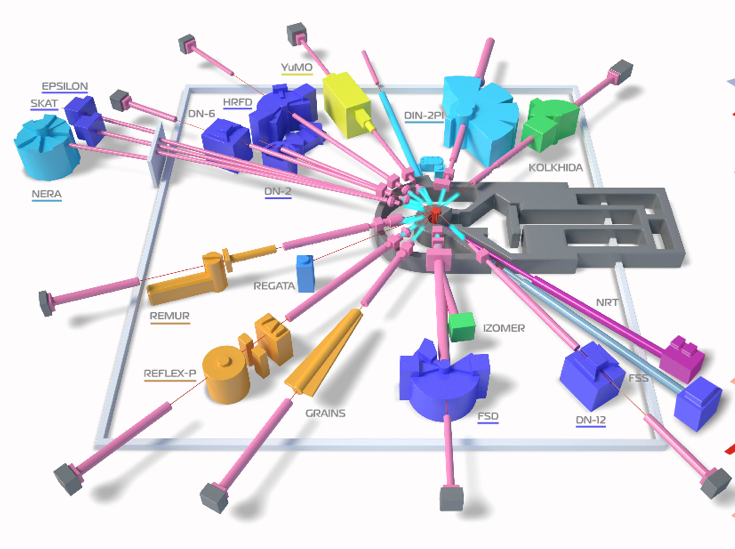 YuMO
EPSILON
SKAT
HRFD
DN-6
DIN-2PI
KOLKHIDA
DN-2
NERA
REGATA
NRT
REMUR
IZOMER
REFLEX-P
FSS
GRAINS
FSD
DN-12